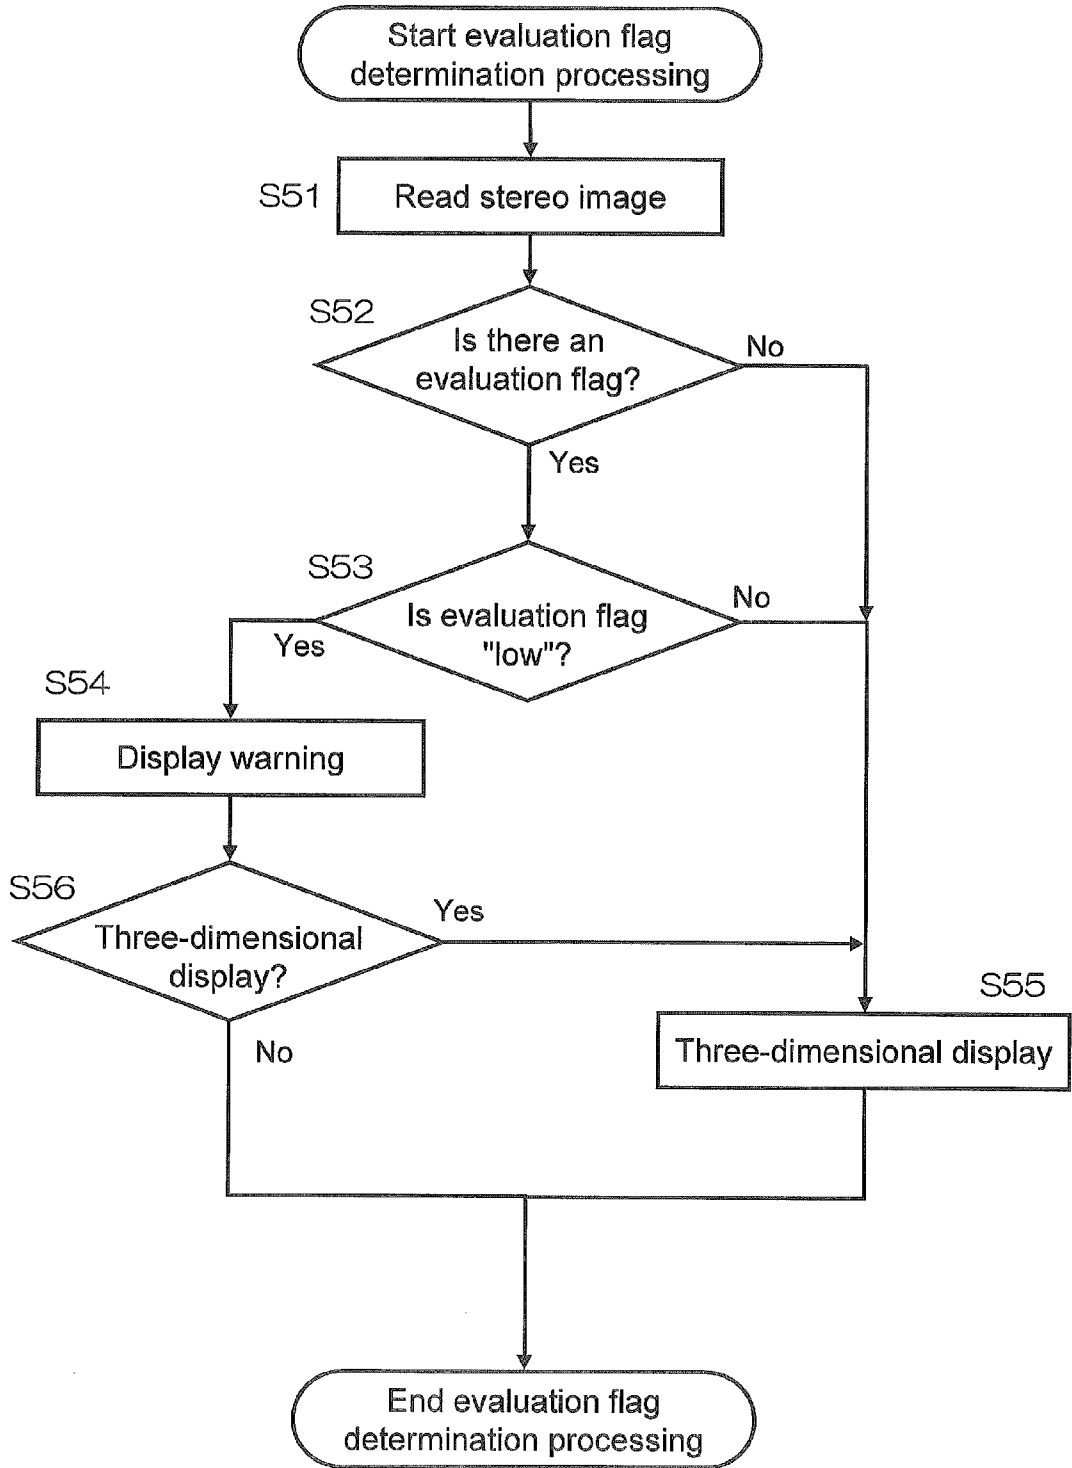 Start evaluation flag
determination processing
S51
Read stereo image
S52
Is there an
evaluation flag?
No
Yes
S53
Is evaluation flag
"low"?
No
Yes
S54
Display warning
S56
Three-dimensional
display?
Yes
No
S55
Three-dimensional display
End evaluation flag
determination processing